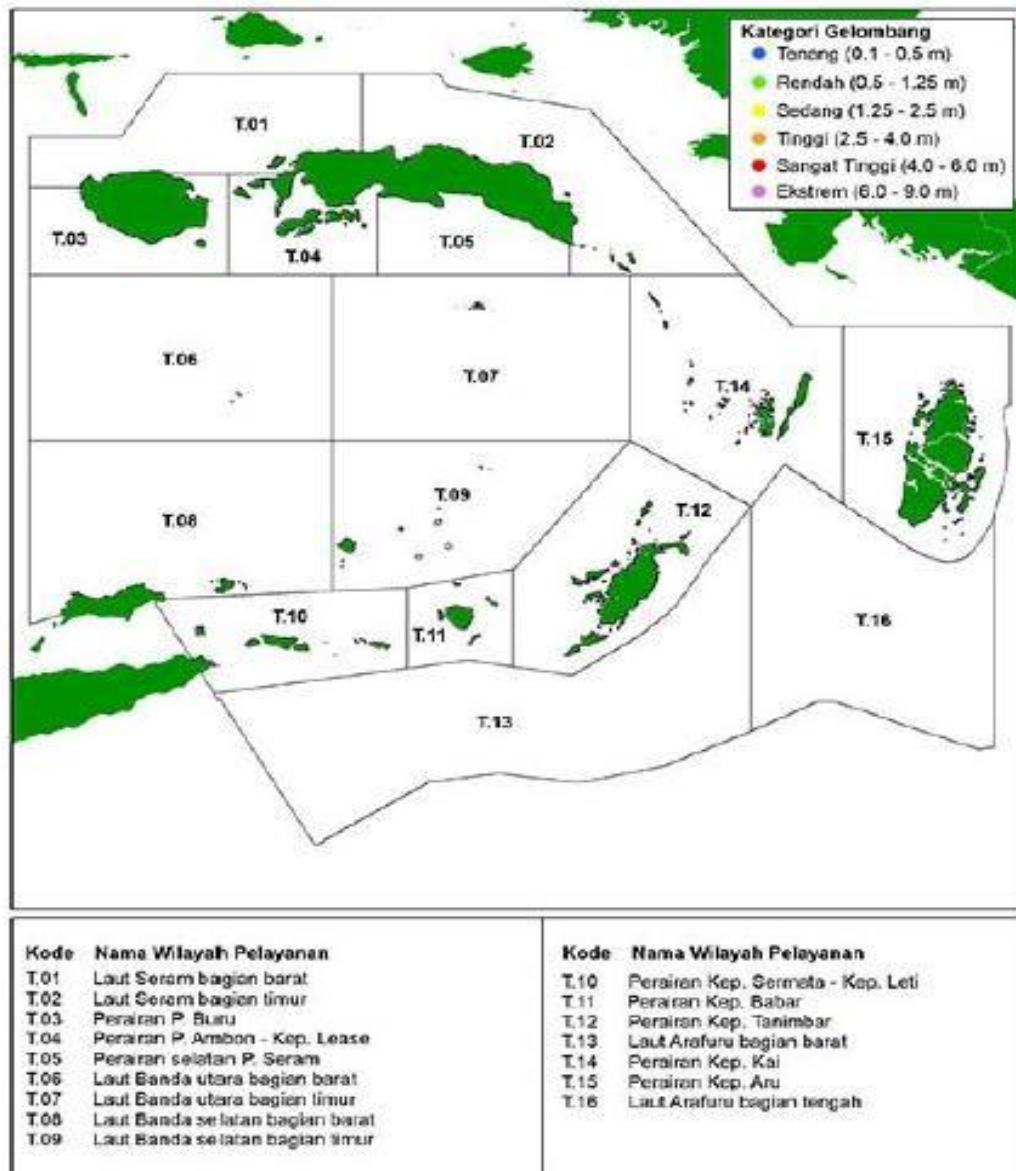 Kategori Gelombang
Tenang (0.1 - 0.5 m)
Rendah (0.5 - 1.25 m)
Sedang (1.25 - 2.5 m)
Tinggi (2.5 - 4.0 m)
Sangat Tinggi (4.0 - 6.0 m)
Ekstrem (6.0 - 9.0 m)
T.01
T.02
T.03
T.04
T.05
T.06
T.07
T.14
T.15
T.08
T.09
T.12
T.10
T.11
T.16
T.13
Kode Nama Wilayah Pelayanan
T.01 Laut Seram bagian barat
T.02 Laut Seram bagian timur
T.03 Perairan P. Buru
T.04 Perairan P. Ambon - Kep. Lease
T.05 Perairan selatan P. Seram
T.06 Laut Banda utara bagian barat
T.07 Laut Banda utara bagian timur
T.08 Laut Banda selatan bagian barat
T.09 Laut Banda selatan bagian timur
Kode Nama Wilayah Pelayanan
T.10 Perairan Kep. Sermata - Kep. Leti
T.11 Perairan Kep. Babar
T.12 Perairan Kep. Tanimbar
T.13 Laut Arafuru bagian barat
T.14 Perairan Kep. Kai
T.15 Perairan Kep. Aru
T.16 Laut Arafuru bagian tengah